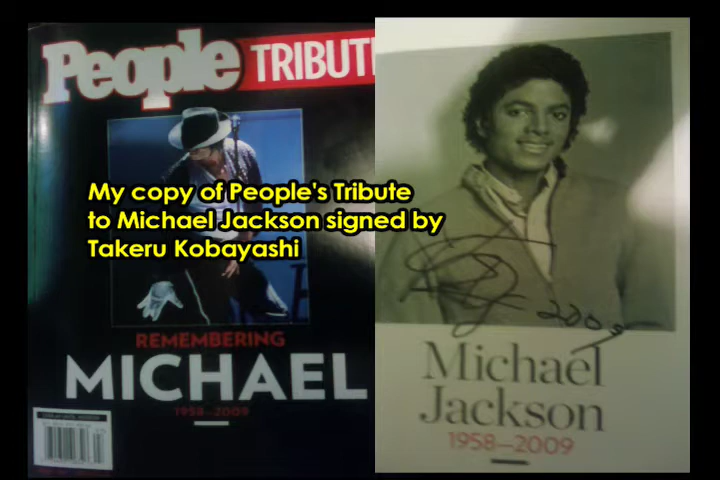 People TRIBUT
My copy of People's Tribute
to Michael Jackson signed by
Takeru Kobayashi
REMEMBERING
MICHAEL
1958–2009
2009
Michael
Jackson
1958–2009